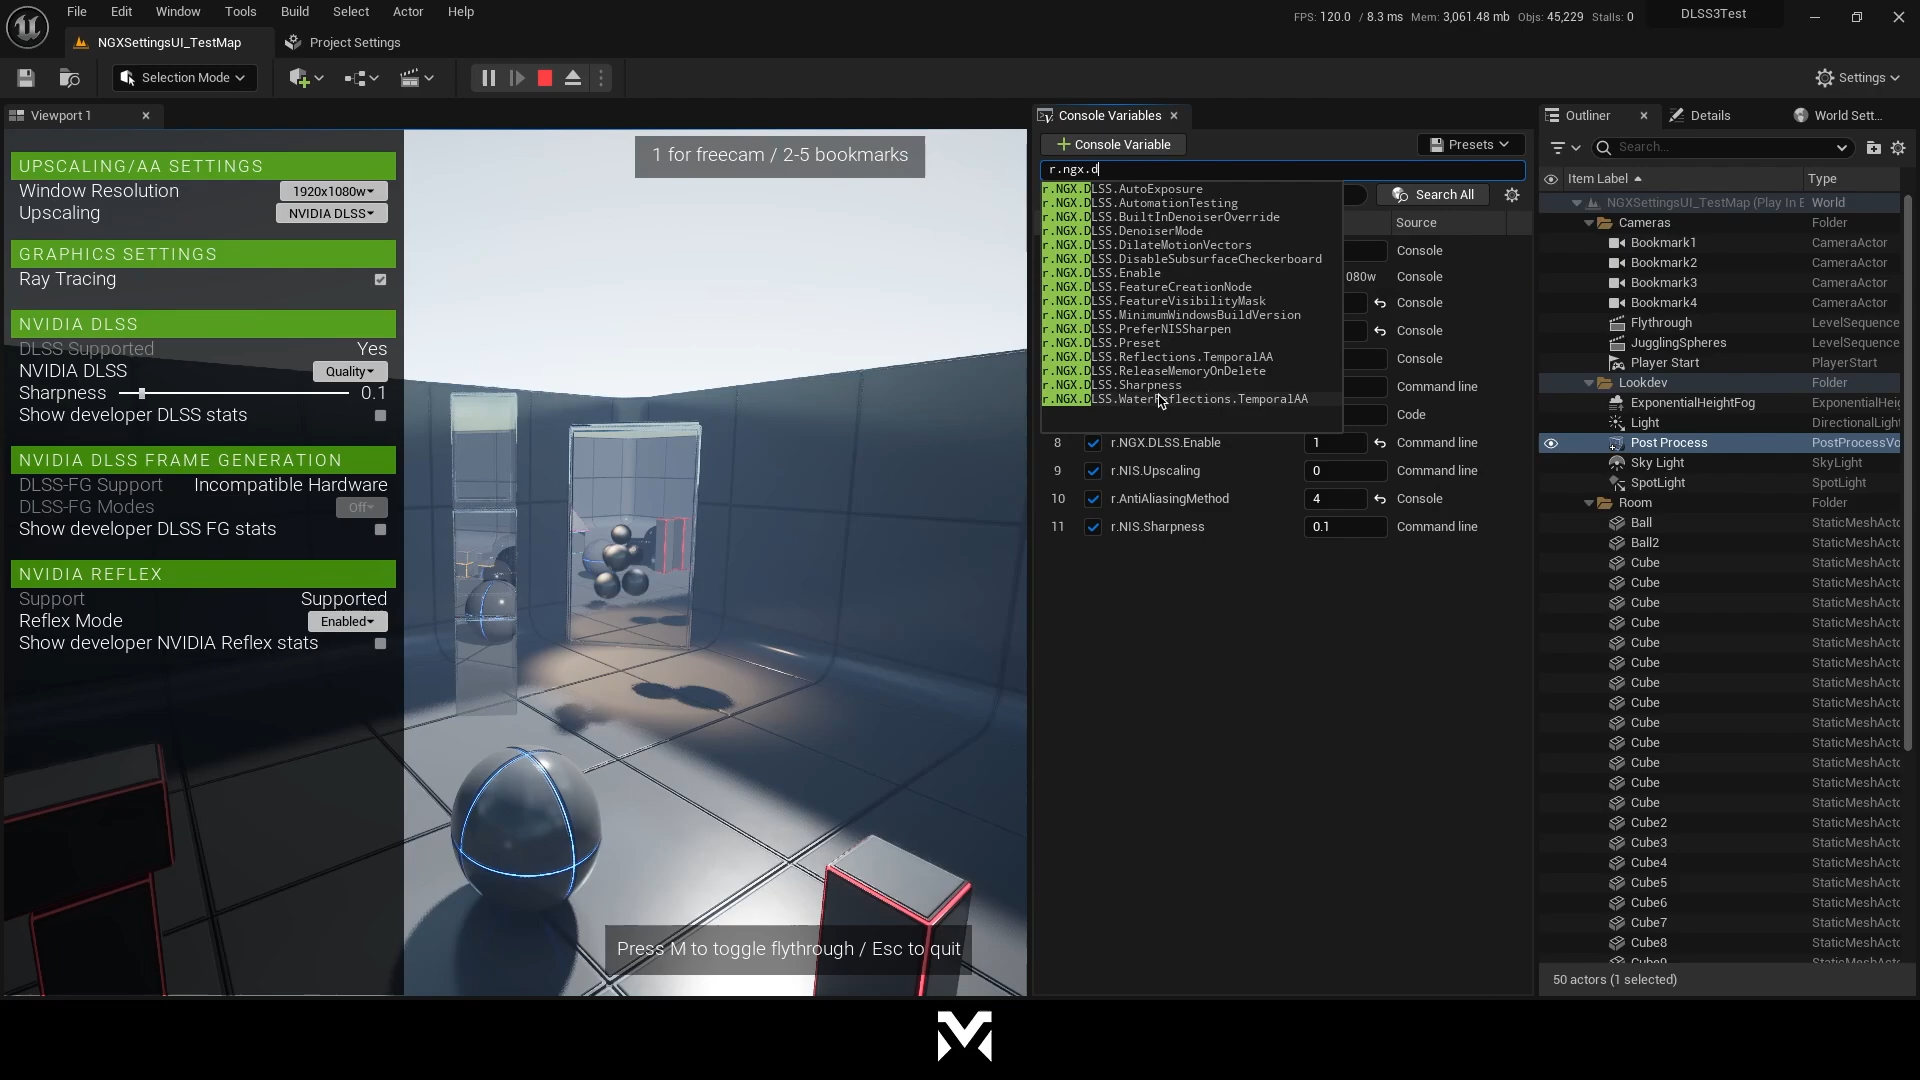 File Edit Window Tools Build Select Actor Help
FPS: 120.0 / 8.3 ms Mem: 3,061.48 mb Objs: 45,229 Stalls: 0
DLSS3Test
NGXSettingsUI_TestMap
Project Settings
Selection Mode
Settings
Viewport 1
1 for freecam / 2-5 bookmarks
UPSCALING/AA SETTINGS
Window Resolution 1920x1080w
Upscaling NVIDIA DLSS
GRAPHICS SETTINGS
Ray Tracing
NVIDIA DLSS
DLSS Supported Yes
NVIDIA DLSS Quality
Sharpness 0.1
Show developer DLSS stats
NVIDIA DLSS FRAME GENERATION
DLSS-FG Support Incompatible Hardware
DLSS-FG Modes Off
Show developer DLSS FG stats
NVIDIA REFLEX
Support Supported
Reflex Mode Enabled
Show developer NVIDIA Reflex stats
Press M to toggle flythrough / Esc to quit
Console Variables
Console Variable
Presets
r.ngx.d
Search All
r.NGX.DLSS.AutoExposure
r.NGX.DLSS.AutomationTesting
r.NGX.DLSS.BuiltInDenoiserOverride
r.NGX.DLSS.DenoiserMode
r.NGX.DLSS.DilateMotionVectors
r.NGX.DLSS.DisableSubsurfaceCheckerboard
r.NGX.DLSS.Enable
r.NGX.DLSS.FeatureCreationNode
r.NGX.DLSS.FeatureVisibilityMask
r.NGX.DLSS.MinimumWindowsBuildVersion
r.NGX.DLSS.PreferNISSharpen
r.NGX.DLSS.Preset
r.NGX.DLSS.Reflections.TemporalAA
r.NGX.DLSS.ReleaseMemoryOnDelete
r.NGX.DLSS.Sharpness
r.NGX.DLSS.WaterReflections.TemporalAA
Source
Console
080w Console
Console
Console
Console
Command line
Code
8 r.NGX.DLSS.Enable 1 Command line
9 r.NIS.Upscaling 0 Command line
10 r.AntiAliasingMethod 4 Console
11 r.NIS.Sharpness 0.1 Command line
Outliner
Details
World Sett...
Search...
Item Label Type
NGXSettingsUI_TestMap (Play In E World
Cameras Folder
Bookmark1 CameraActor
Bookmark2 CameraActor
Bookmark3 CameraActor
Bookmark4 CameraActor
Flythrough LevelSequence
JugglingSpheres LevelSequence
Player Start PlayerStart
Lookdev Folder
ExponentialHeightFog ExponentialHeig
Light DirectionalLigh
Post Process PostProcessVo
Sky Light SkyLight
SpotLight SpotLight
Room Folder
Ball StaticMeshActo
Ball2 StaticMeshActo
Cube StaticMeshActo
Cube StaticMeshActo
Cube StaticMeshActo
Cube StaticMeshActo
Cube StaticMeshActo
Cube StaticMeshActo
Cube StaticMeshActo
Cube StaticMeshActo
Cube StaticMeshActo
Cube StaticMeshActo
Cube StaticMeshActo
Cube StaticMeshActo
Cube StaticMeshActo
Cube2 StaticMeshActo
Cube3 StaticMeshActo
Cube4 StaticMeshActo
Cube5 StaticMeshActo
Cube6 StaticMeshActo
Cube7 StaticMeshActo
Cube8 StaticMeshActo
Cube9 StaticMeshActo
50 actors (1 selected)